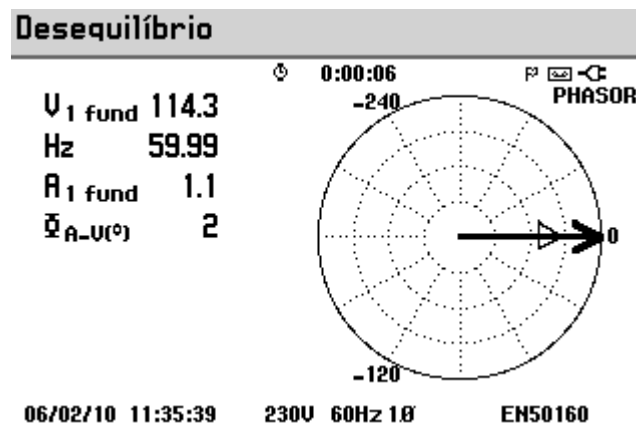 Desequilíbrio
0:00:06
PHASOR
V 1 fund 114.3
Hz 59.99
A 1 fund 1.1
Φ A-V(º) 2
-240
0
-120
06/02/10 11:35:39 230V 60Hz 1Ø EN50160